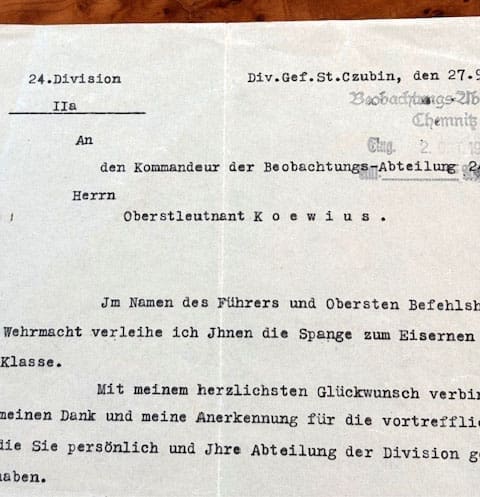 24.Division
Div.Gef.St.Czubin, den 27.9
IIa
Beobachtungs-Ab
Chemnitz
Eing. 2.
An
den Kommandeur der Beobachtungs-Abteilung 24
Herrn
Oberstleutnant K o e w i u s .
Jm Namen des Führers und Obersten Befehlsh
Wehrmacht verleihe ich Jhnen die Spange zum Eisernen
Klasse.
Mit meinem herzlichsten Glückwunsch verbin
meinen Dank und meine Anerkennung für die vortreffli
die Sie persönlich und Jhre Abteilung der Division g
haben.